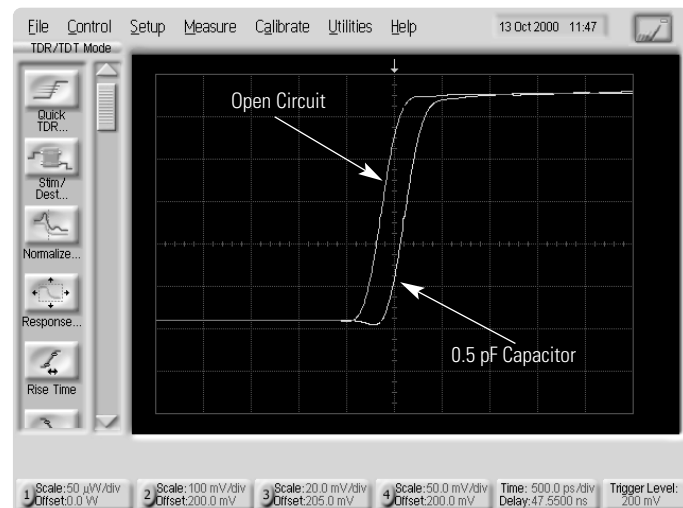 File Control Setup Measure Calibrate Utilities Help 13 Oct 2000 11:47
TDR/TDT Mode
Quick
TDR...
Stim/
Dest...
Normalize...
Response...
Rise Time
Open Circuit
0.5 pF Capacitor
1 Scale:50 µW/div
Offset:0.0 W
2 Scale:100 mV/div
Offset:200.0 mV
3 Scale:20.0 mV/div
Offset:205.0 mV
4 Scale:50.0 mV/div
Offset:200.0 mV
Time: 500.0 ps/div
Delay:47.5500 ns
Trigger Level:
200 mV